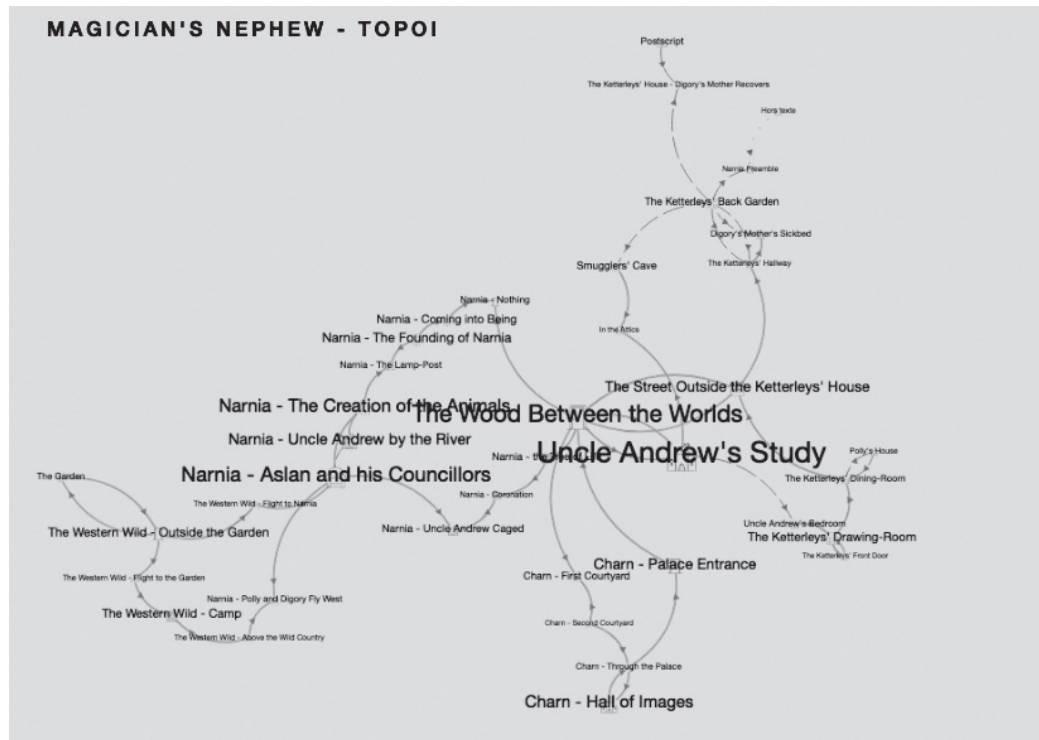 MAGICIAN'S NEPHEW - TOPOI
Postscript
The Ketterleys' House - Digory's Mother Recovers
Hors texte
Narnia Preamble
The Ketterleys' Back Garden
Digory's Mother's Sickbed
The Ketterleys' Hallway
Smugglers' Cave
Narnia - Nothing
Narnia - Coming into Being
In the Attics
Narnia - The Founding of Narnia
Narnia - The Lamp-Post
The Street Outside the Ketterleys' House
Narnia - The Creation of the Animals
The Wood Between the Worlds
Narnia - Uncle Andrew by the River
Uncle Andrew's Study
Polly's House
Narnia - the
Narnia - Aslan and his Councillors
The Garden
The Ketterleys' Dining-Room
Narnia - Coronation
The Western Wild - Flight to Narnia
Uncle Andrew's Bedroom
Narnia - Uncle Andrew Caged
The Western Wild - Outside the Garden
The Ketterleys' Drawing-Room
The Ketterleys' Front Door
Charn - Palace Entrance
Charn - First Courtyard
The Western Wild - Flight to the Garden
Narnia - Polly and Digory Fly West
The Western Wild - Camp
Charn - Second Courtyard
The Western Wild - Above the Wild Country
Charn - Through the Palace
Charn - Hall of Images